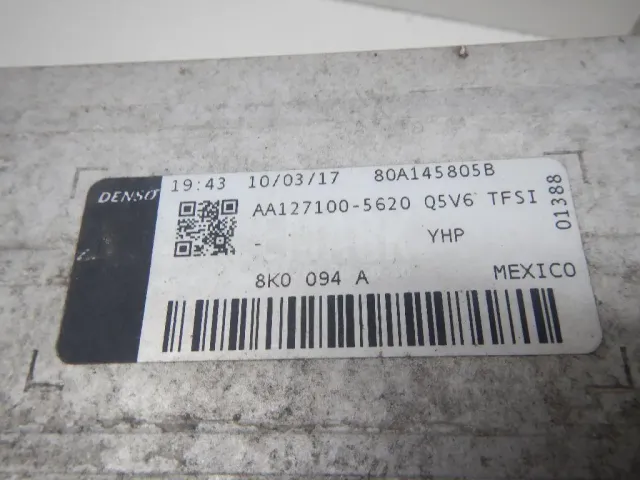 DENSO
19:43 10/03/17 80A145805B
AA127100-5620 Q5V6 TFSI
- YHP
01388
8K0 094 A MEXICO